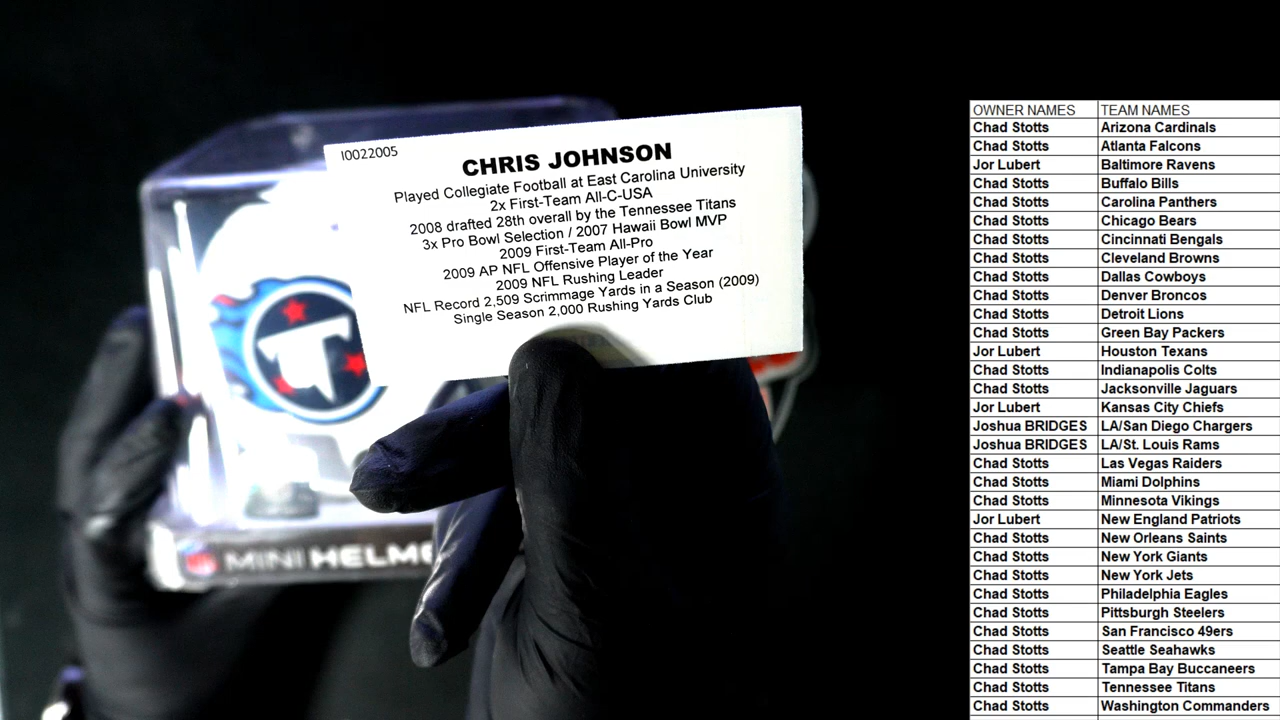 10022005
CHRIS JOHNSON
Played Collegiate Football at East Carolina University
2x First-Team All-C-USA
2008 drafted 28th overall by the Tennessee Titans
3x Pro Bowl Selection / 2007 Hawaii Bowl MVP
2009 First-Team All-Pro
2009 AP NFL Offensive Player of the Year
2009 NFL Rushing Leader
NFL Record 2,509 Scrimmage Yards in a Season (2009)
Single Season 2,000 Rushing Yards Club
T
MINI HELME
OWNER NAMES TEAM NAMES
Chad Stotts Arizona Cardinals
Chad Stotts Atlanta Falcons
Jor Lubert Baltimore Ravens
Chad Stotts Buffalo Bills
Chad Stotts Carolina Panthers
Chad Stotts Chicago Bears
Chad Stotts Cincinnati Bengals
Chad Stotts Cleveland Browns
Chad Stotts Dallas Cowboys
Chad Stotts Denver Broncos
Chad Stotts Detroit Lions
Chad Stotts Green Bay Packers
Jor Lubert Houston Texans
Chad Stotts Indianapolis Colts
Chad Stotts Jacksonville Jaguars
Jor Lubert Kansas City Chiefs
Joshua BRIDGES LA/San Diego Chargers
Joshua BRIDGES LA/St. Louis Rams
Chad Stotts Las Vegas Raiders
Chad Stotts Miami Dolphins
Chad Stotts Minnesota Vikings
Jor Lubert New England Patriots
Chad Stotts New Orleans Saints
Chad Stotts New York Giants
Chad Stotts New York Jets
Chad Stotts Philadelphia Eagles
Chad Stotts Pittsburgh Steelers
Chad Stotts San Francisco 49ers
Chad Stotts Seattle Seahawks
Chad Stotts Tampa Bay Buccaneers
Chad Stotts Tennessee Titans
Chad Stotts Washington Commanders